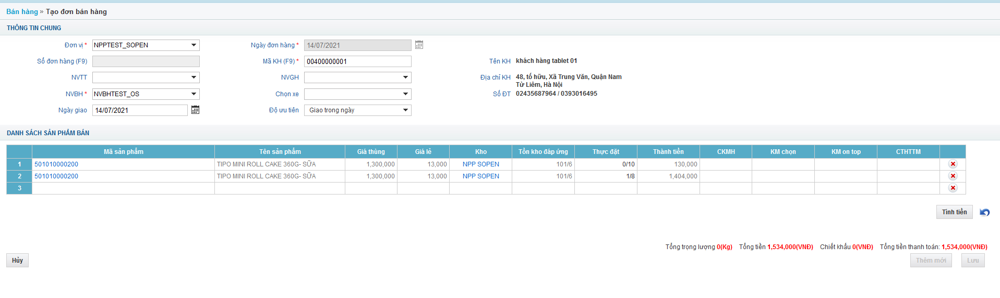 Bán hàng » Tạo đơn bán hàng
THÔNG TIN CHUNG
Đơn vị * NPPTEST_SOPEN Ngày đơn hàng * 14/07/2021
Số đơn hàng (F9) Mã KH (F9) * 00400000001 Tên KH khách hàng tablet 01
NVTT NVGH Địa chỉ KH 48, tố hữu, Xã Trung Văn, Quận Nam
Từ Liêm, Hà Nội
NVBH * NVBHTEST_OS Chọn xe Số ĐT 02435687964 / 0393016495
Ngày giao 14/07/2021 Độ ưu tiên Giao trong ngày
DANH SÁCH SẢN PHẨM BÁN
Mã sản phẩm Tên sản phẩm Giá thùng Giá lẻ Kho Tồn kho đáp ứng Thực đặt Thành tiền CKMH KM chọn KM on top CTHTTM
1 501010000200 TIPO MINI ROLL CAKE 360G- SỮA 1,300,000 13,000 NPP SOPEN 101/6 0/10 130,000
2 501010000200 TIPO MINI ROLL CAKE 360G- SỮA 1,300,000 13,000 NPP SOPEN 101/6 1/8 1,404,000
3
Tính tiền
Tổng trọng lượng 0(Kg) Tổng tiền 1,534,000(VNĐ) Chiết khấu 0(VNĐ) Tổng tiền thanh toán: 1,534,000(VNĐ)
Hủy Thêm mới Lưu